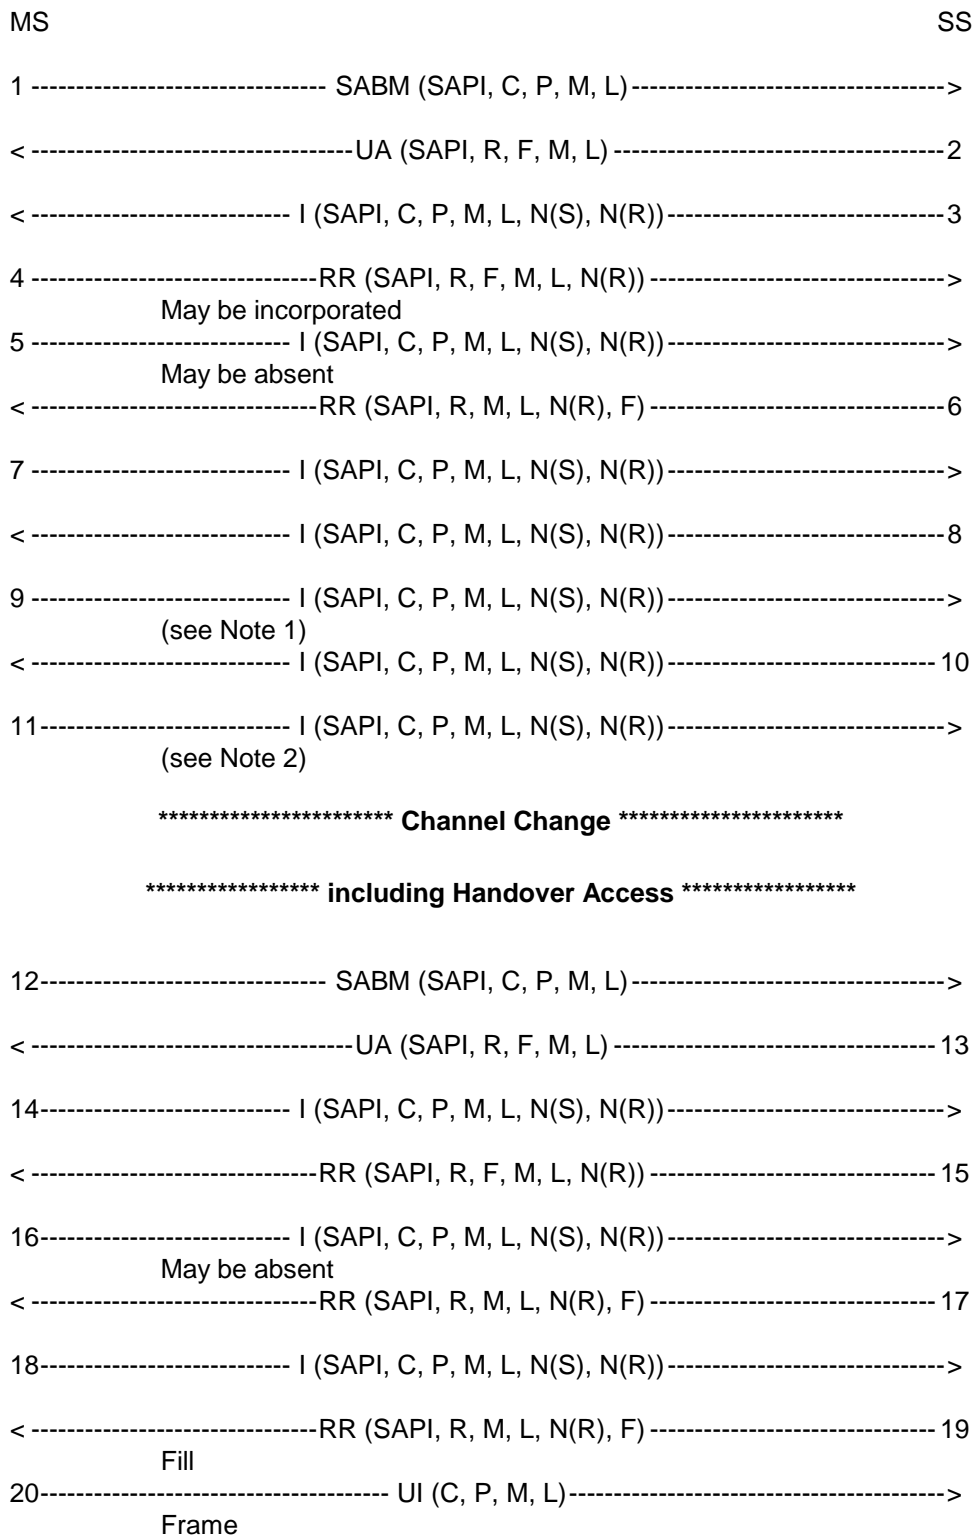 MS SS
1 --------------------------------- SABM (SAPI, C, P, M, L)----------------------------------->
< ------------------------------------UA (SAPI, R, F, M, L) -------------------------------------2
< ----------------------------- I (SAPI, C, P, M, L, N(S), N(R))-------------------------------3
4 --------------------------------RR (SAPI, R, F, M, L, N(R)) --------------------------------->
May be incorporated
5 ----------------------------- I (SAPI, C, P, M, L, N(S), N(R))------------------------------->
May be absent
< --------------------------------RR (SAPI, R, M, L, N(R), F) ---------------------------------6
7 ----------------------------- I (SAPI, C, P, M, L, N(S), N(R))------------------------------->
< ----------------------------- I (SAPI, C, P, M, L, N(S), N(R))-------------------------------8
9 ----------------------------- I (SAPI, C, P, M, L, N(S), N(R))------------------------------->
(see Note 1)
< ----------------------------- I (SAPI, C, P, M, L, N(S), N(R))------------------------------ 10
11---------------------------- I (SAPI, C, P, M, L, N(S), N(R))------------------------------->
(see Note 2)
*********************** Channel Change **********************
***************** including Handover Access *****************
12-------------------------------- SABM (SAPI, C, P, M, L)----------------------------------->
< ------------------------------------UA (SAPI, R, F, M, L) ------------------------------------ 13
14---------------------------- I (SAPI, C, P, M, L, N(S), N(R))------------------------------->
< --------------------------------RR (SAPI, R, F, M, L, N(R)) -------------------------------- 15
16---------------------------- I (SAPI, C, P, M, L, N(S), N(R))------------------------------->
May be absent
< --------------------------------RR (SAPI, R, M, L, N(R), F) -------------------------------- 17
18---------------------------- I (SAPI, C, P, M, L, N(S), N(R))------------------------------->
< --------------------------------RR (SAPI, R, M, L, N(R), F) -------------------------------- 19
Fill
20--------------------------------------- UI (C, P, M, L)------------------------------------------>
Frame